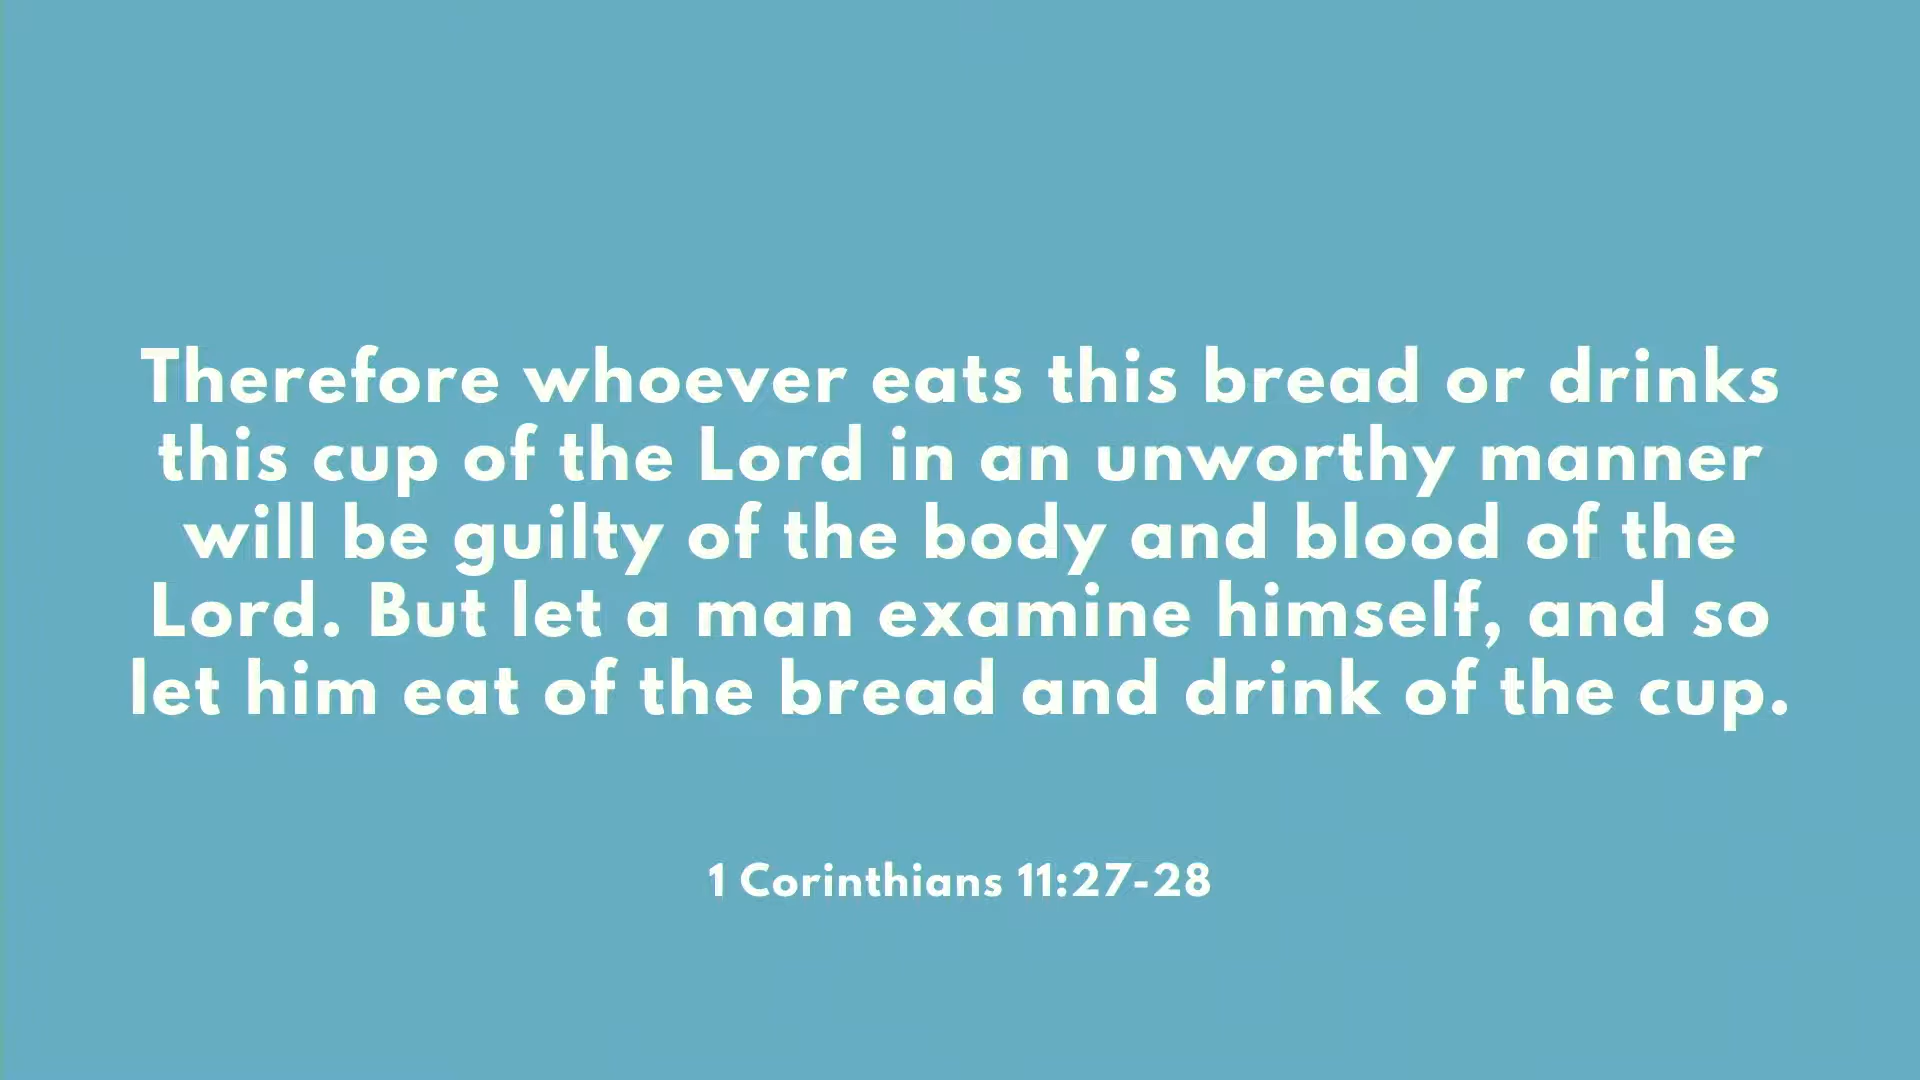 Therefore whoever eats this bread or drinks
this cup of the Lord in an unworthy manner
will be guilty of the body and blood of the
Lord. But let a man examine himself, and so
let him eat of the bread and drink of the cup.
1 Corinthians 11:27-28